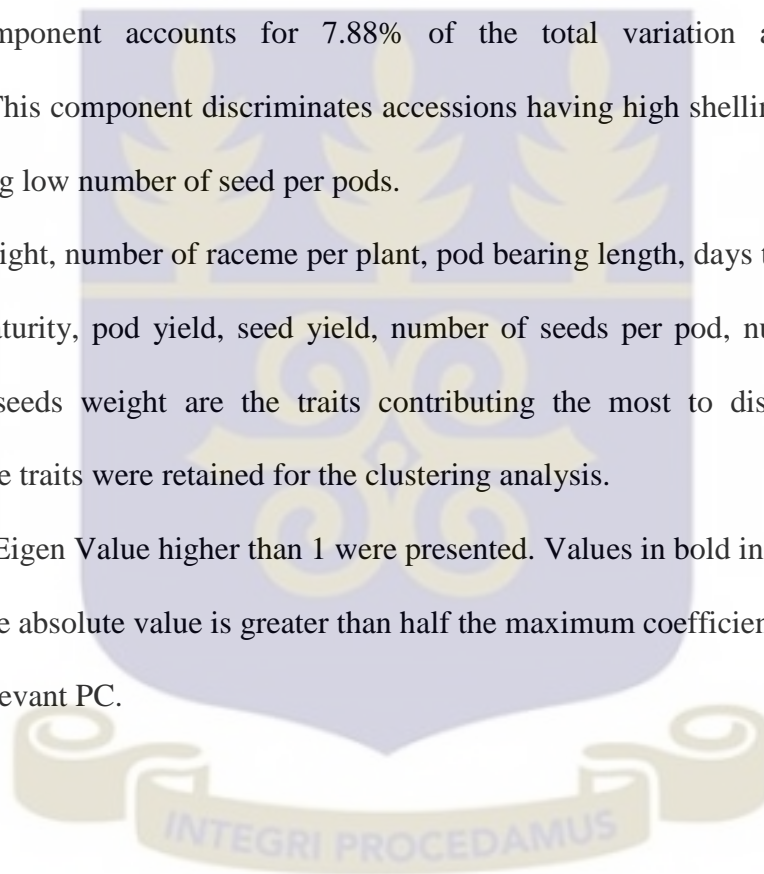 mponent accounts for 7.88% of the total variation a
This component discriminates accessions having high shellin
g low number of seed per pods.
ight, number of raceme per plant, pod bearing length, days t
aturity, pod yield, seed yield, number of seeds per pod, nu
seeds weight are the traits contributing the most to dis
e traits were retained for the clustering analysis.
Eigen Value higher than 1 were presented. Values in bold in
e absolute value is greater than half the maximum coefficien
levant PC.
INTEGRI PROCEDAMUS